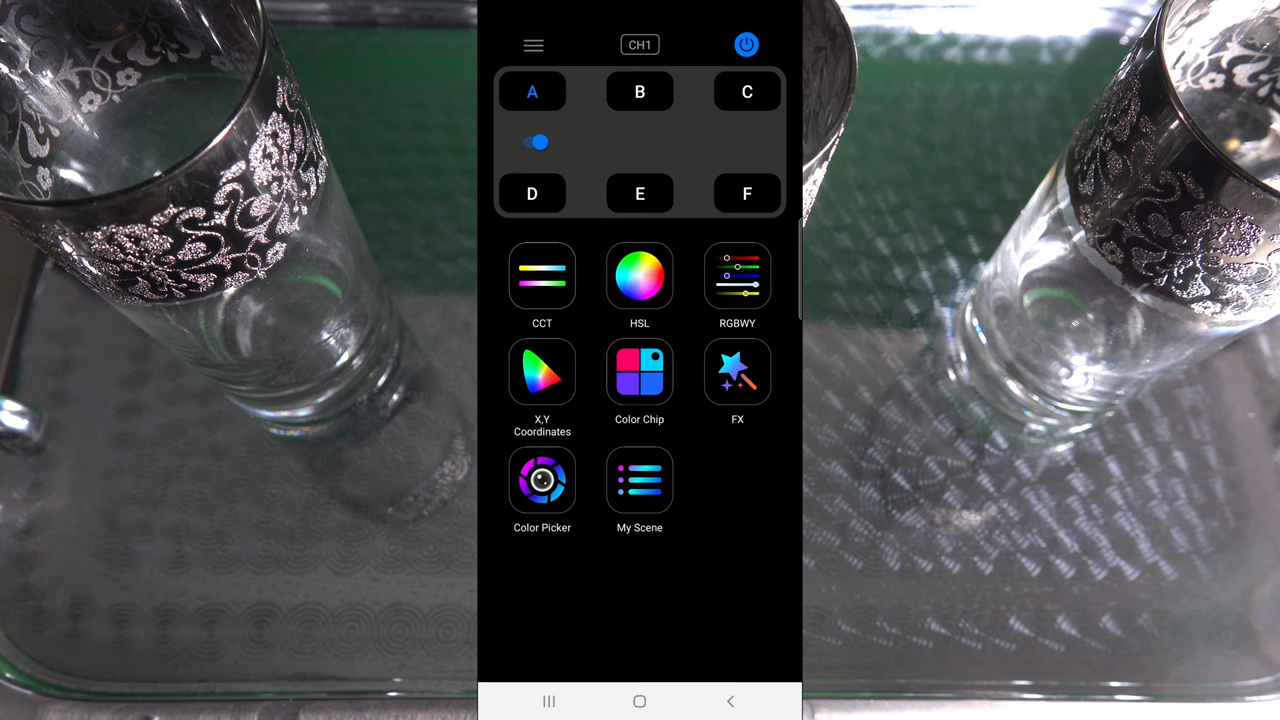 CH1
A B C
D E F
CCT HSL RGBWY
X,Y
Coordinates
Color Chip FX
Color Picker My Scene